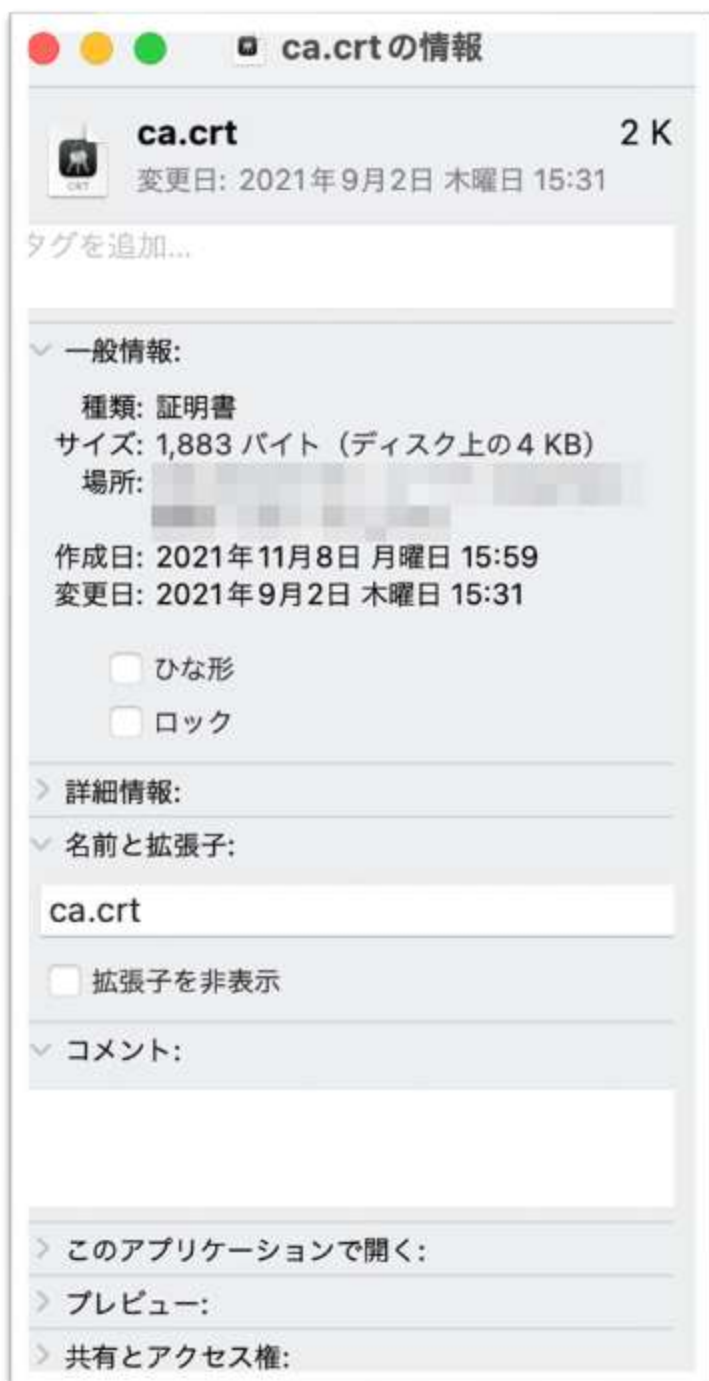 ca.crtの情報
ca.crt 2 K
変更日: 2021年9月2日 木曜日 15:31
タグを追加...
一般情報:
種類: 証明書
サイズ: 1,883 バイト（ディスク上の4 KB）
場所:
作成日: 2021年11月8日 月曜日 15:59
変更日: 2021年9月2日 木曜日 15:31
ひな形
ロック
詳細情報:
名前と拡張子:
ca.crt
拡張子を非表示
コメント:
このアプリケーションで開く:
プレビュー:
共有とアクセス権: